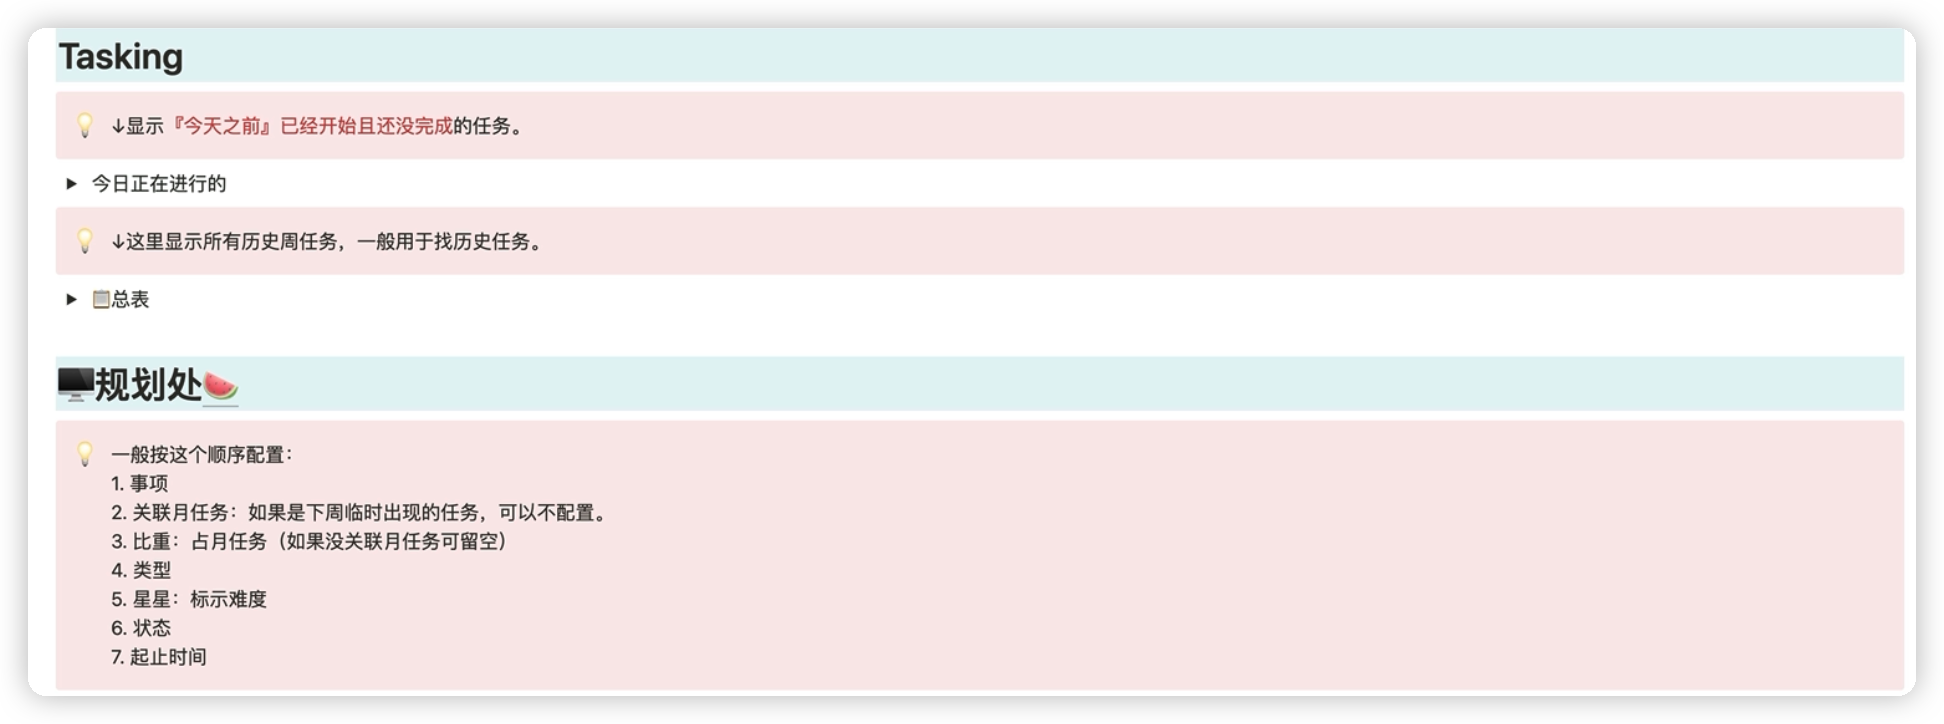 Tasking
💡 ↓显示『今天之前』已经开始且还没完成的任务。
▶ 今日正在进行的
💡 ↓这里显示所有历史周任务，一般用于找历史任务。
▶ 📋总表
🖥️规划处🍉
💡 一般按这个顺序配置：
1. 事项
2. 关联月任务：如果是下周临时出现的任务，可以不配置。
3. 比重：占月任务（如果没关联月任务可留空）
4. 类型
5. 星星：标示难度
6. 状态
7. 起止时间